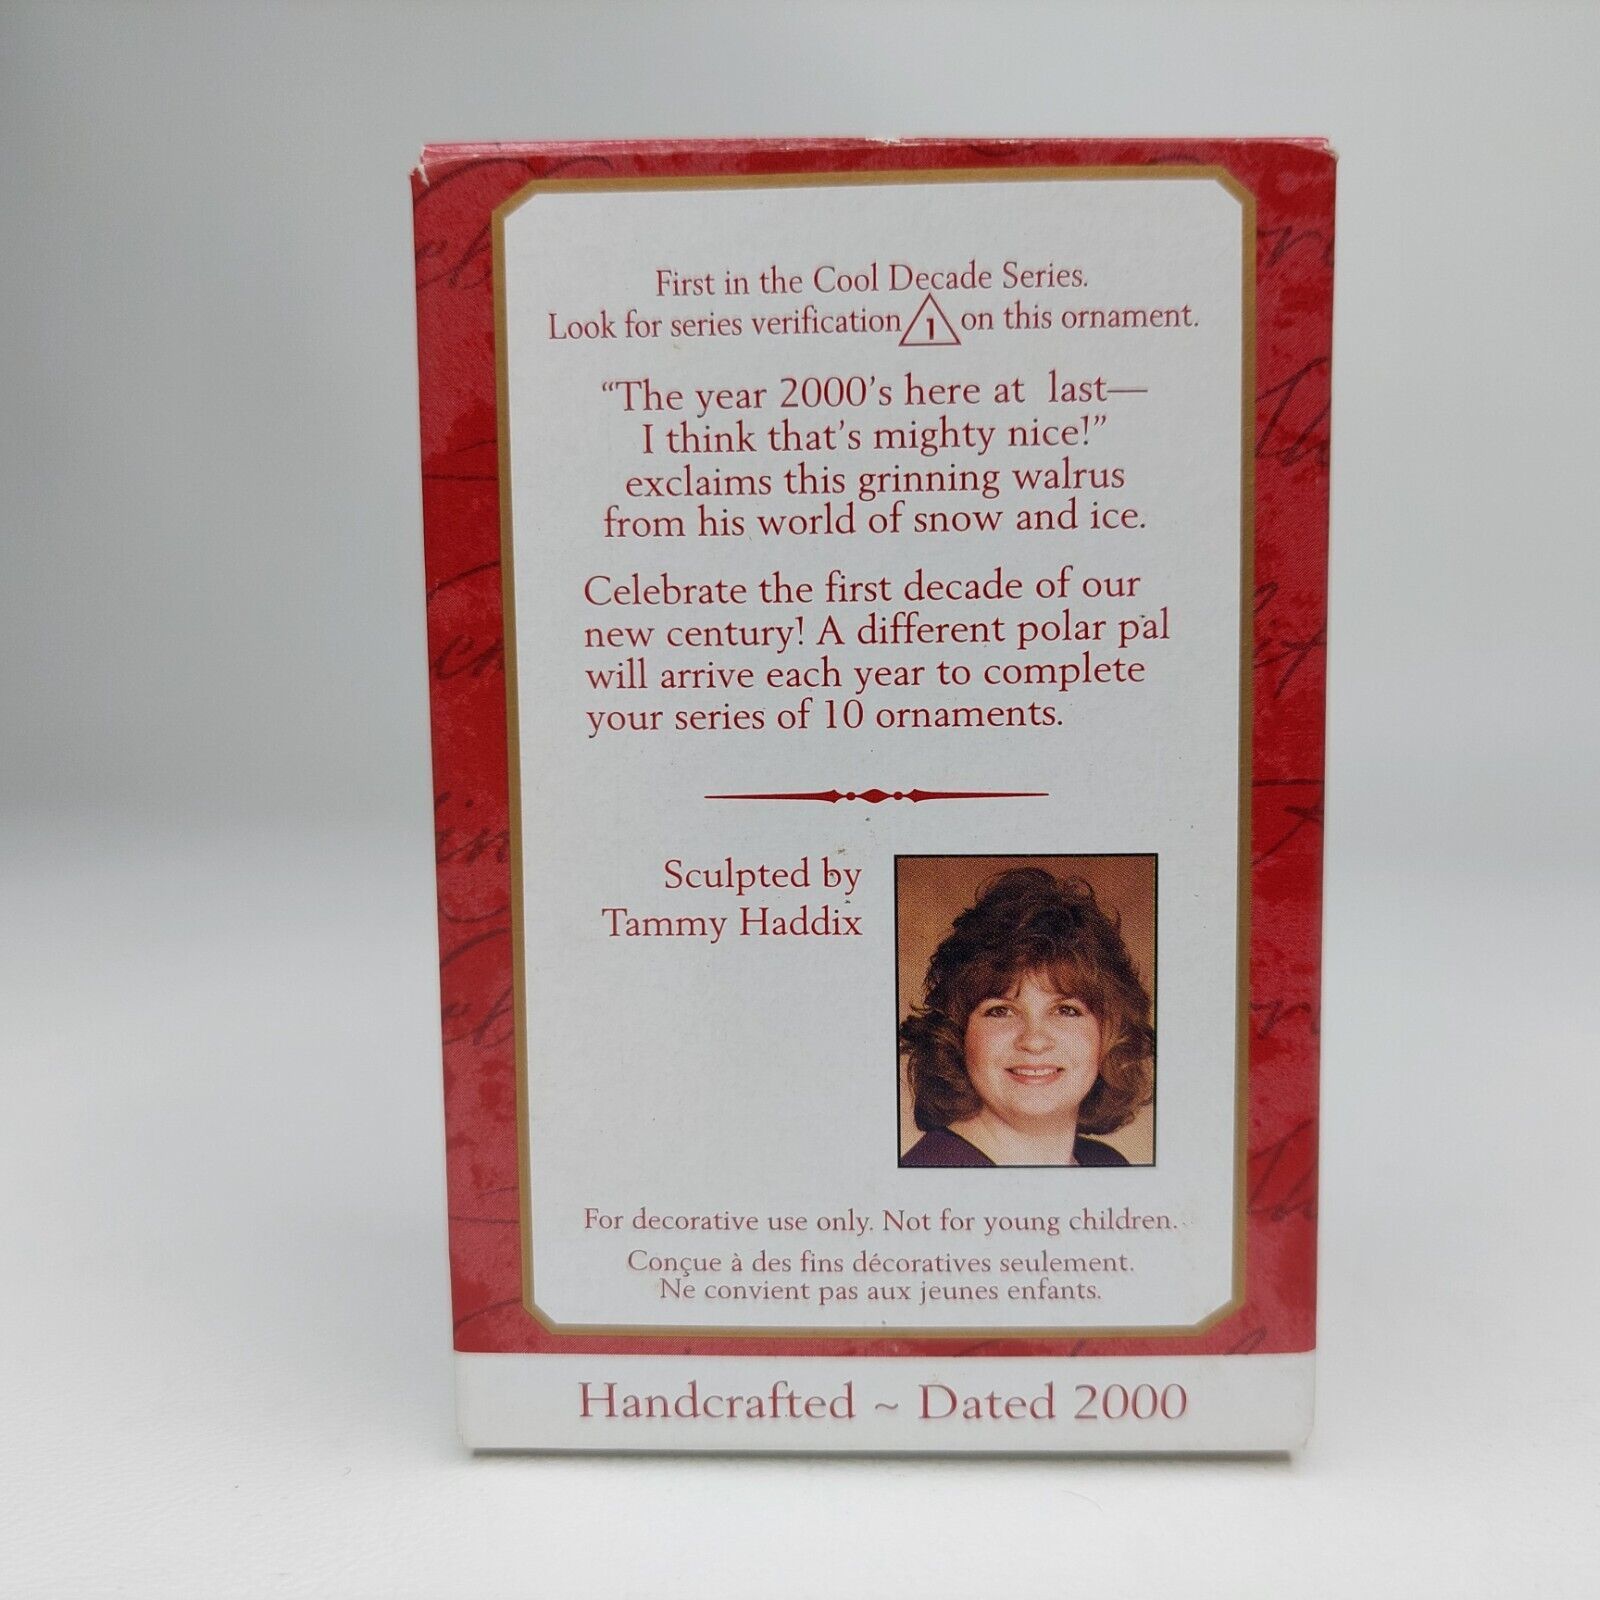 First in the Cool Decade Series.
Look for series verification 1 on this ornament.
“The year 2000’s here at last—
I think that’s mighty nice!”
exclaims this grinning walrus
from his world of snow and ice.
Celebrate the first decade of our
new century! A different polar pal
will arrive each year to complete
your series of 10 ornaments.
Sculpted by
Tammy Haddix
For decorative use only. Not for young children.
Conçue à des fins décoratives seulement.
Ne convient pas aux jeunes enfants.
Handcrafted ~ Dated 2000